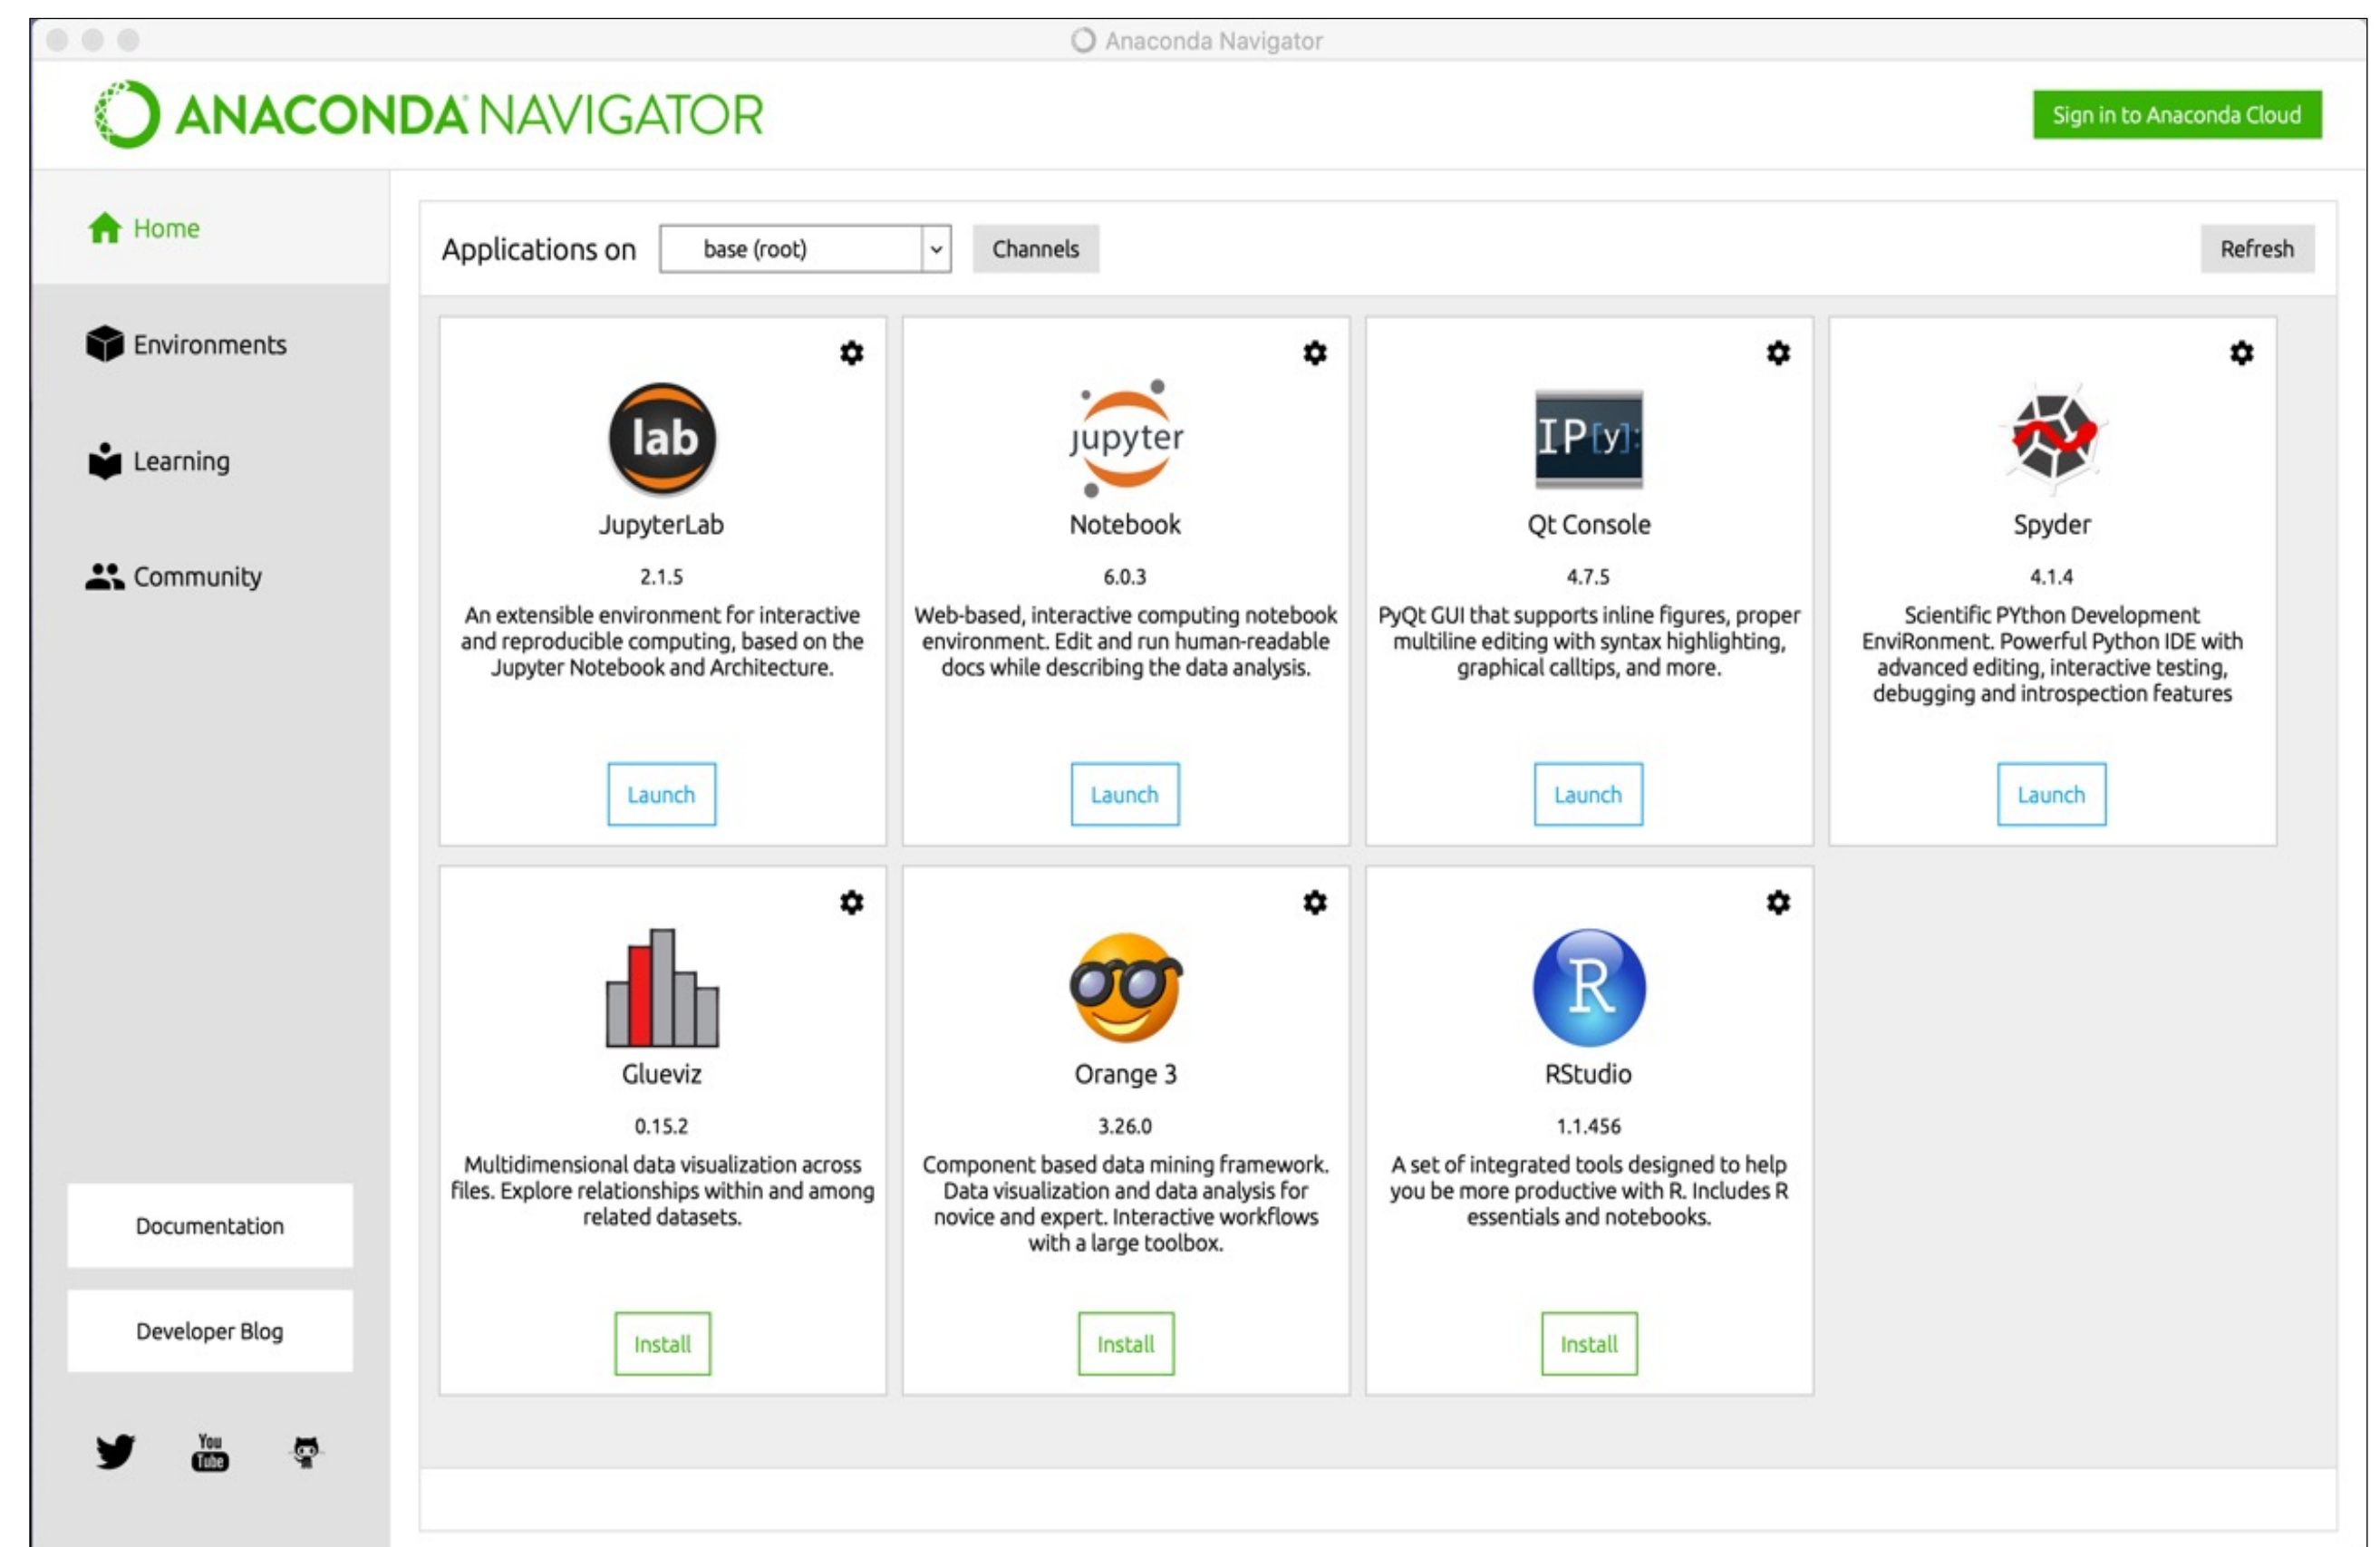 Anaconda Navigator
ANACONDA NAVIGATOR
Sign in to Anaconda Cloud
Home
Environments
Learning
Community
Documentation
Developer Blog
You
Tube
Applications on
base (root)
Channels
Refresh
lab
JupyterLab
2.1.5
An extensible environment for interactive
and reproducible computing, based on the
Jupyter Notebook and Architecture.
Launch
jupyter
Notebook
6.0.3
Web-based, interactive computing notebook
environment. Edit and run human-readable
docs while describing the data analysis.
Launch
IP[y]:
Qt Console
4.7.5
PyQt GUI that supports inline figures, proper
multiline editing with syntax highlighting,
graphical calltips, and more.
Launch
Spyder
4.1.4
Scientific PYthon Development
EnviRonment. Powerful Python IDE with
advanced editing, interactive testing,
debugging and introspection features
Launch
Glueviz
0.15.2
Multidimensional data visualization across
files. Explore relationships within and among
related datasets.
Install
Orange 3
3.26.0
Component based data mining framework.
Data visualization and data analysis for
novice and expert. Interactive workflows
with a large toolbox.
Install
R
RStudio
1.1.456
A set of integrated tools designed to help
you be more productive with R. Includes R
essentials and notebooks.
Install